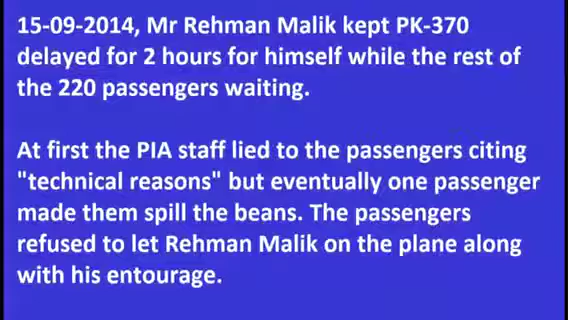 15-09-2014, Mr Rehman Malik kept PK-370
delayed for 2 hours for himself while the rest of
the 220 passengers waiting.
At first the PIA staff lied to the passengers citing
"technical reasons" but eventually one passenger
made them spill the beans. The passengers
refused to let Rehman Malik on the plane along
with his entourage.